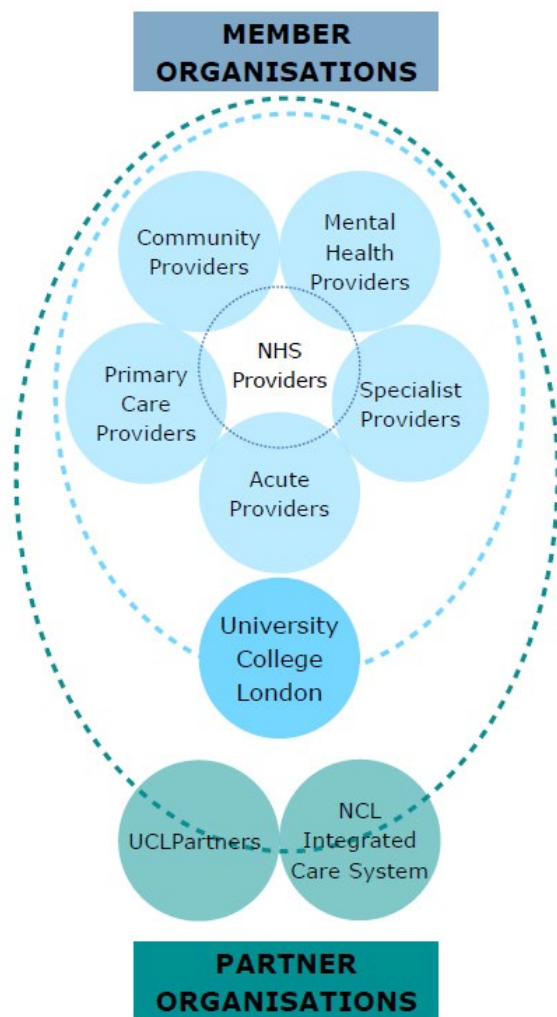 MEMBER
ORGANISATIONS
Community
Providers
Mental
Health
Providers
NHS
Providers
Primary
Care
Providers
Specialist
Providers
Acute
Providers
University
College
London
UCLPartners
NCL
Integrated
Care System
PARTNER
ORGANISATIONS